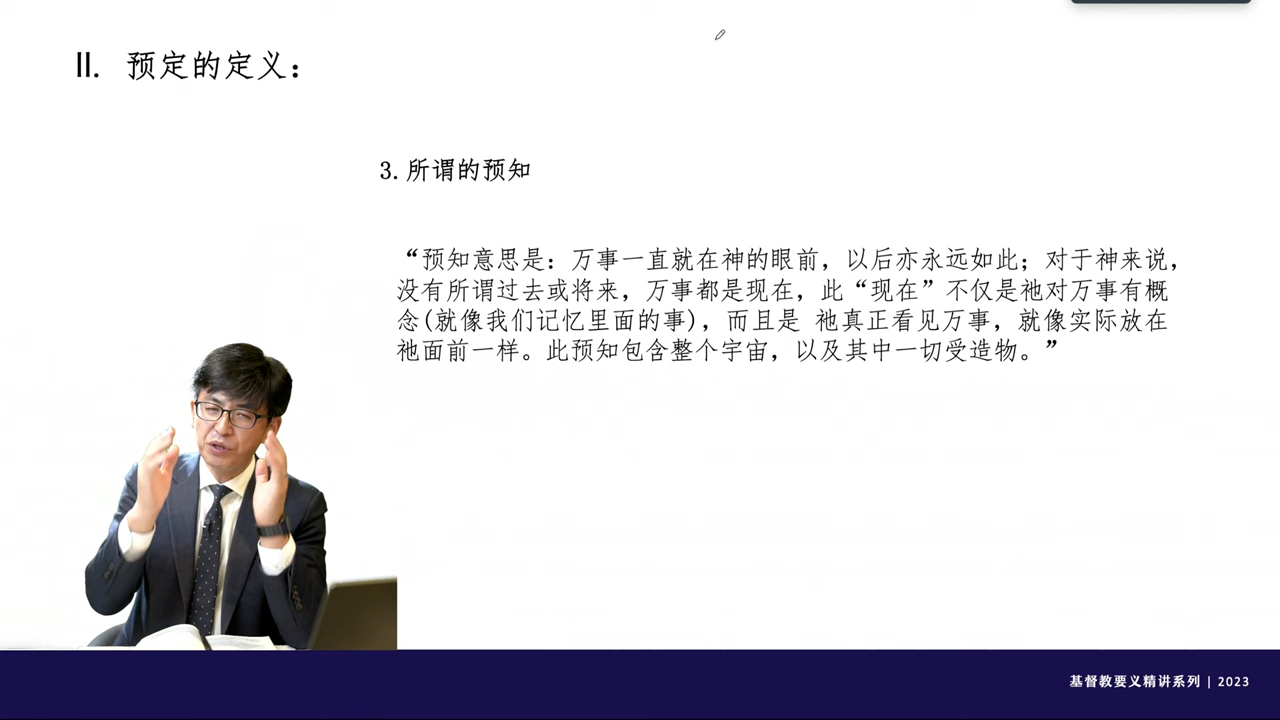 II. 预定的定义：
3.所谓的预知
“预知意思是：万事一直就在神的眼前，以后亦永远如此；对于神来说，
没有所谓过去或将来，万事都是现在，此“现在”不仅是祂对万事有概
念(就像我们记忆里面的事)，而且是 祂真正看见万事，就像实际放在
祂面前一样。此预知包含整个宇宙，以及其中一切受造物。”
基督教要义精讲系列 | 2023